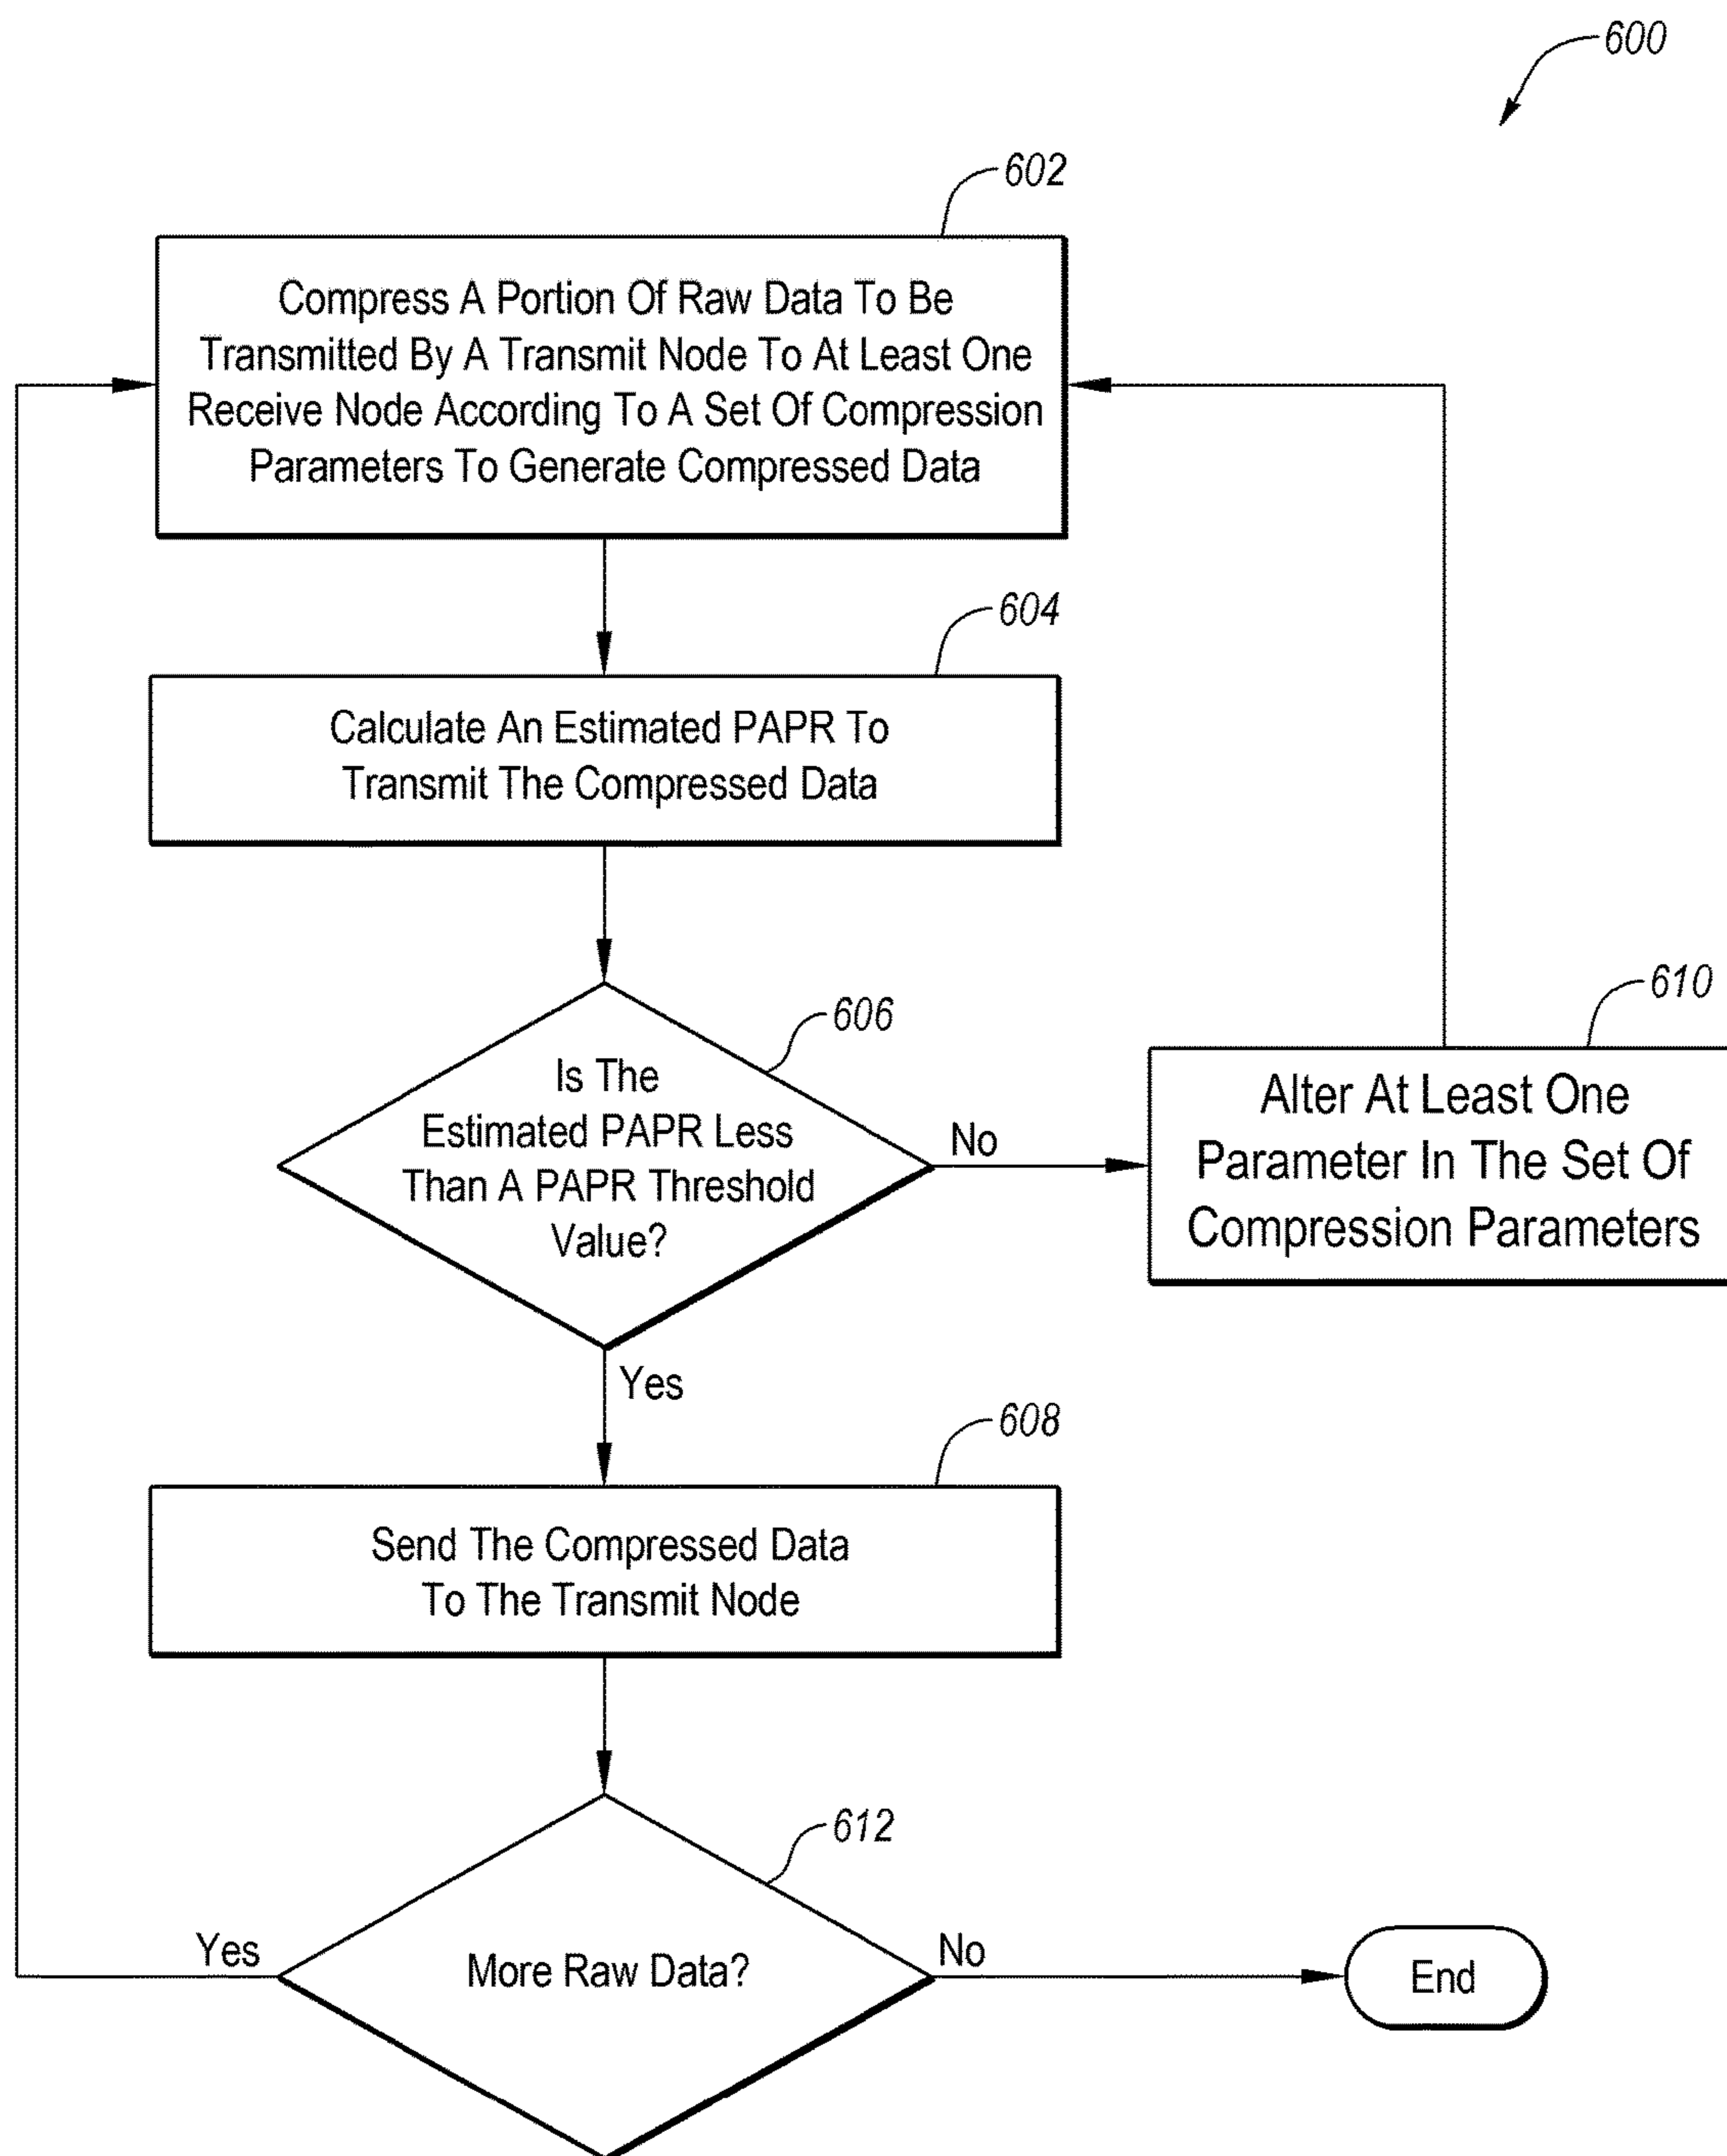 600
602
Compress A Portion Of Raw Data To Be
Transmitted By A Transmit Node To At Least One
Receive Node According To A Set Of Compression
Parameters To Generate Compressed Data
604
Calculate An Estimated PAPR To
Transmit The Compressed Data
606
Is The
Estimated PAPR Less
Than A PAPR Threshold
Value?
No
610
Alter At Least One
Parameter In The Set Of
Compression Parameters
Yes
608
Send The Compressed Data
To The Transmit Node
612
More Raw Data?
Yes
No
End